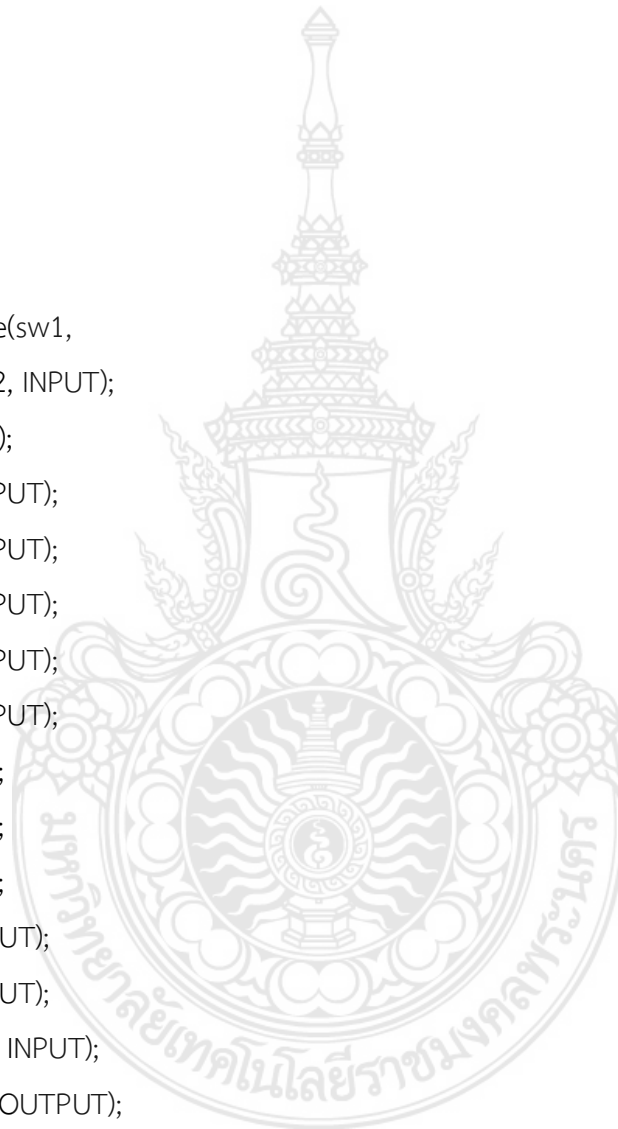 e(sw1,
2, INPUT);
);
PUT);
PUT);
PUT);
PUT);
PUT);
;
;
;
UT);
UT);
INPUT);
OUTPUT);
มหาวิทยาลัยเทคโนโลยีราชมงคลพระนคร